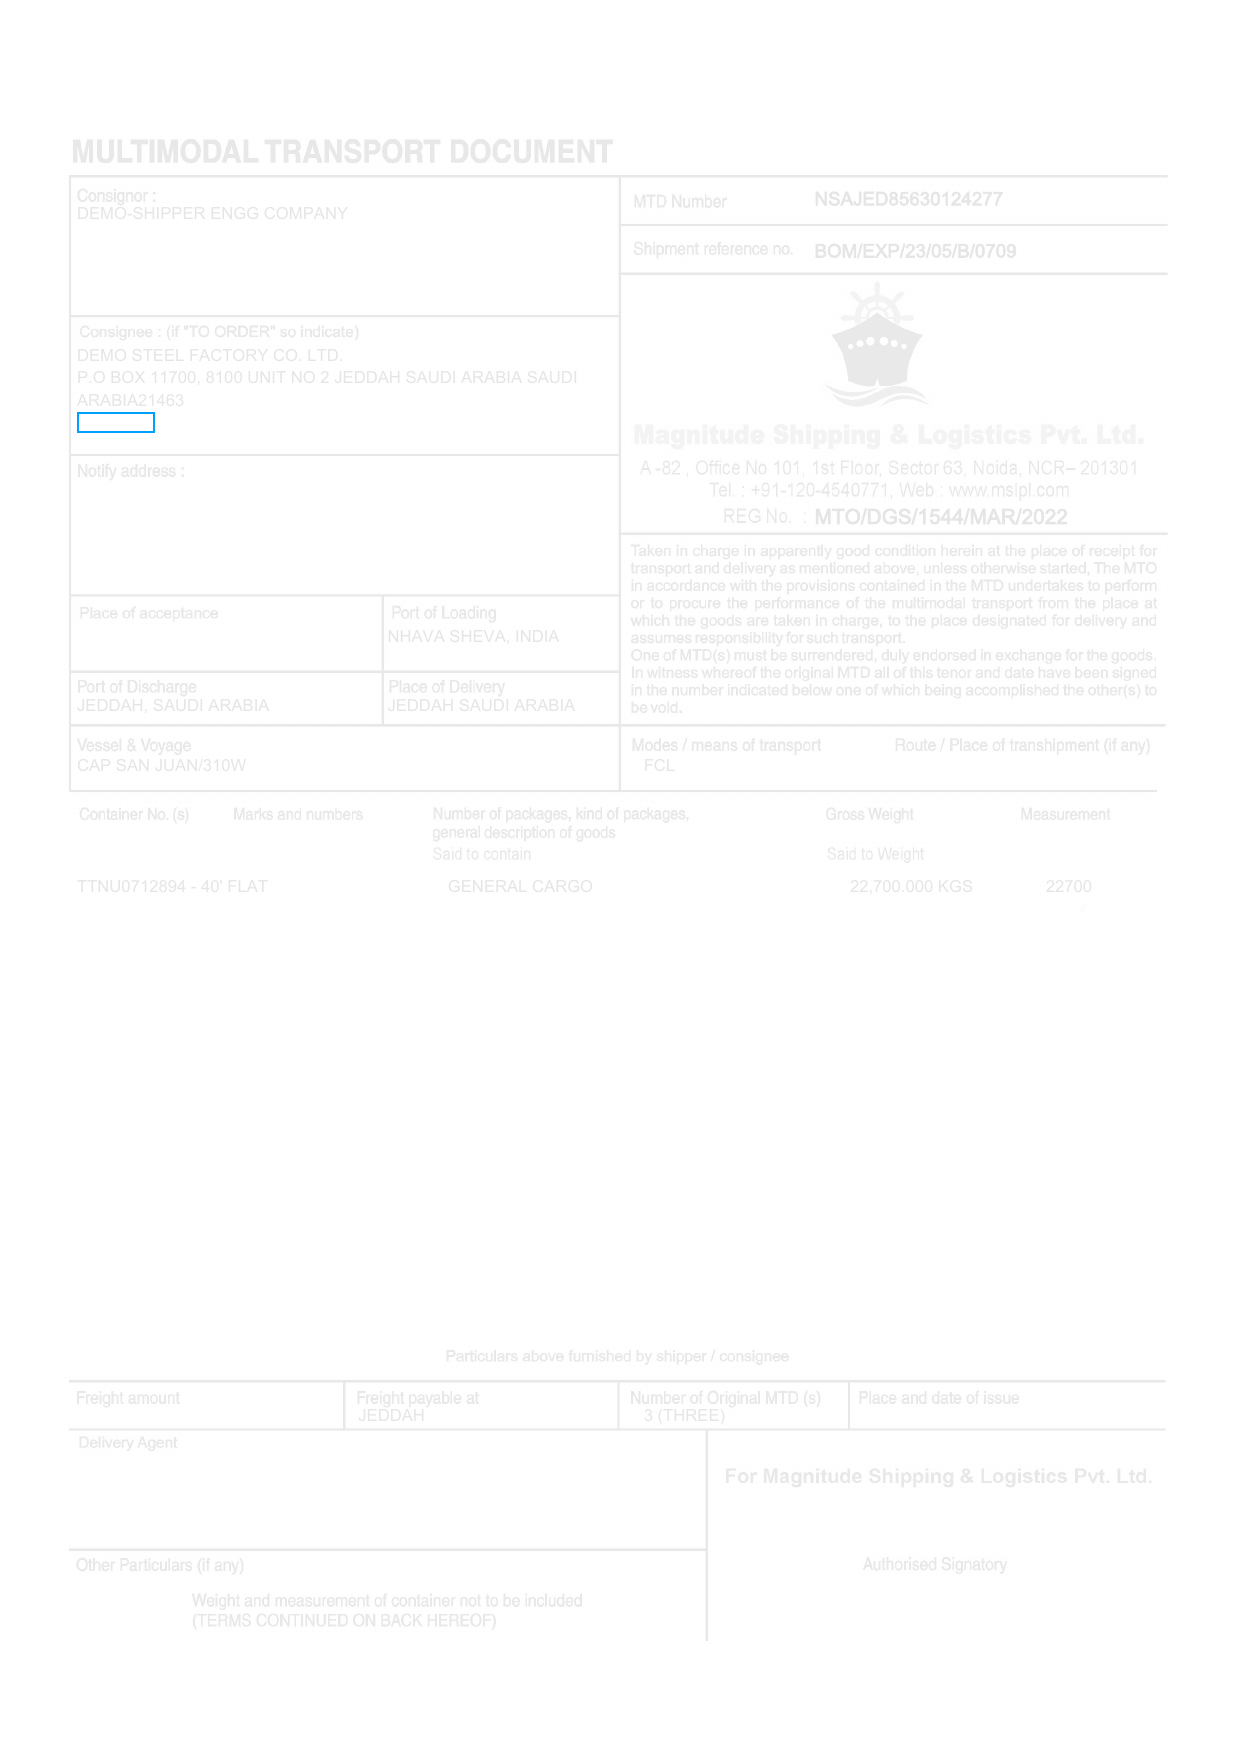 MULTIMODAL TRANSPORT DOCUMENT
Consignor :
DEMO-SHIPPER ENGG COMPANY
MTD Number NSAJED85630124277
Shipment reference no. BOM/EXP/23/05/B/0709
Consignee : (if "TO ORDER" so indicate)
DEMO STEEL FACTORY CO. LTD.
P.O BOX 11700, 8100 UNIT NO 2 JEDDAH SAUDI ARABIA SAUDI
ARABIA21463
Magnitude Shipping & Logistics Pvt. Ltd.
A -82 , Office No 101, 1st Floor, Sector 63, Noida, NCR– 201301
Tel. : +91-120-4540771, Web : www.mslpl.com
REG No. : MTO/DGS/1544/MAR/2022
Notify address :
Taken in charge in apparently good condition herein at the place of receipt for
transport and delivery as mentioned above, unless otherwise started, The MTO
in accordance with the provisions contained in the MTD undertakes to perform
or to procure the performance of the multimodal transport from the place at
which the goods are taken in charge, to the place designated for delivery and
assumes responsibility for such transport.
One of MTD(s) must be surrendered, duly endorsed in exchange for the goods.
In witness whereof the original MTD all of this tenor and date have been signed
in the number indicated below one of which being accomplished the other(s) to
be void.
Place of acceptance
Port of Loading
NHAVA SHEVA, INDIA
Port of Discharge
JEDDAH, SAUDI ARABIA
Place of Delivery
JEDDAH SAUDI ARABIA
Vessel & Voyage
CAP SAN JUAN/310W
Modes / means of transport
FCL
Route / Place of transhipment (if any)
Container No. (s)
Marks and numbers
Number of packages, kind of packages,
general description of goods
Said to contain
Gross Weight
Said to Weight
Measurement
TTNU0712894 - 40' FLAT GENERAL CARGO 22,700.000 KGS 22700
Particulars above furnished by shipper / consignee
Freight amount
Freight payable at
JEDDAH
Number of Original MTD (s)
3 (THREE)
Place and date of issue
Delivery Agent
For Magnitude Shipping & Logistics Pvt. Ltd.
Authorised Signatory
Other Particulars (if any)
Weight and measurement of container not to be included
(TERMS CONTINUED ON BACK HEREOF)